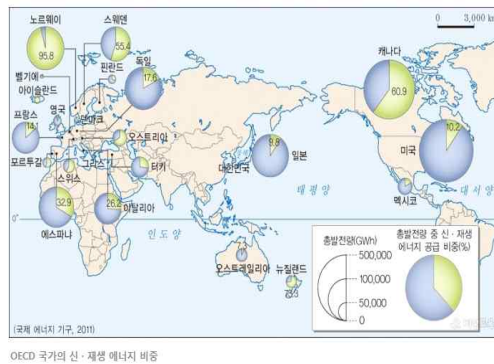 노르웨이
스웨덴
0 3,000 km
95.8
55.4
독일
핀란드
17.6
캐나다
벨기에
아이슬란드
영국
덴마크
60.9
프랑스
14.1
오스트리아
9.8
일본
10.2
미국
포르투갈
스위스
그리스
터키
대한민국
태평양
대서양
멕시코
32.9
26.2
이탈리아
에스파냐
0°
인도양
오스트레일리아
뉴질랜드
총발전량(GWh)
500,000
100,000
50,000
0
총발전량 중 신·재생
에너지 공급 비중(%)
(국제 에너지 기구, 2011)
OECD 국가의 신·재생 에너지 비중